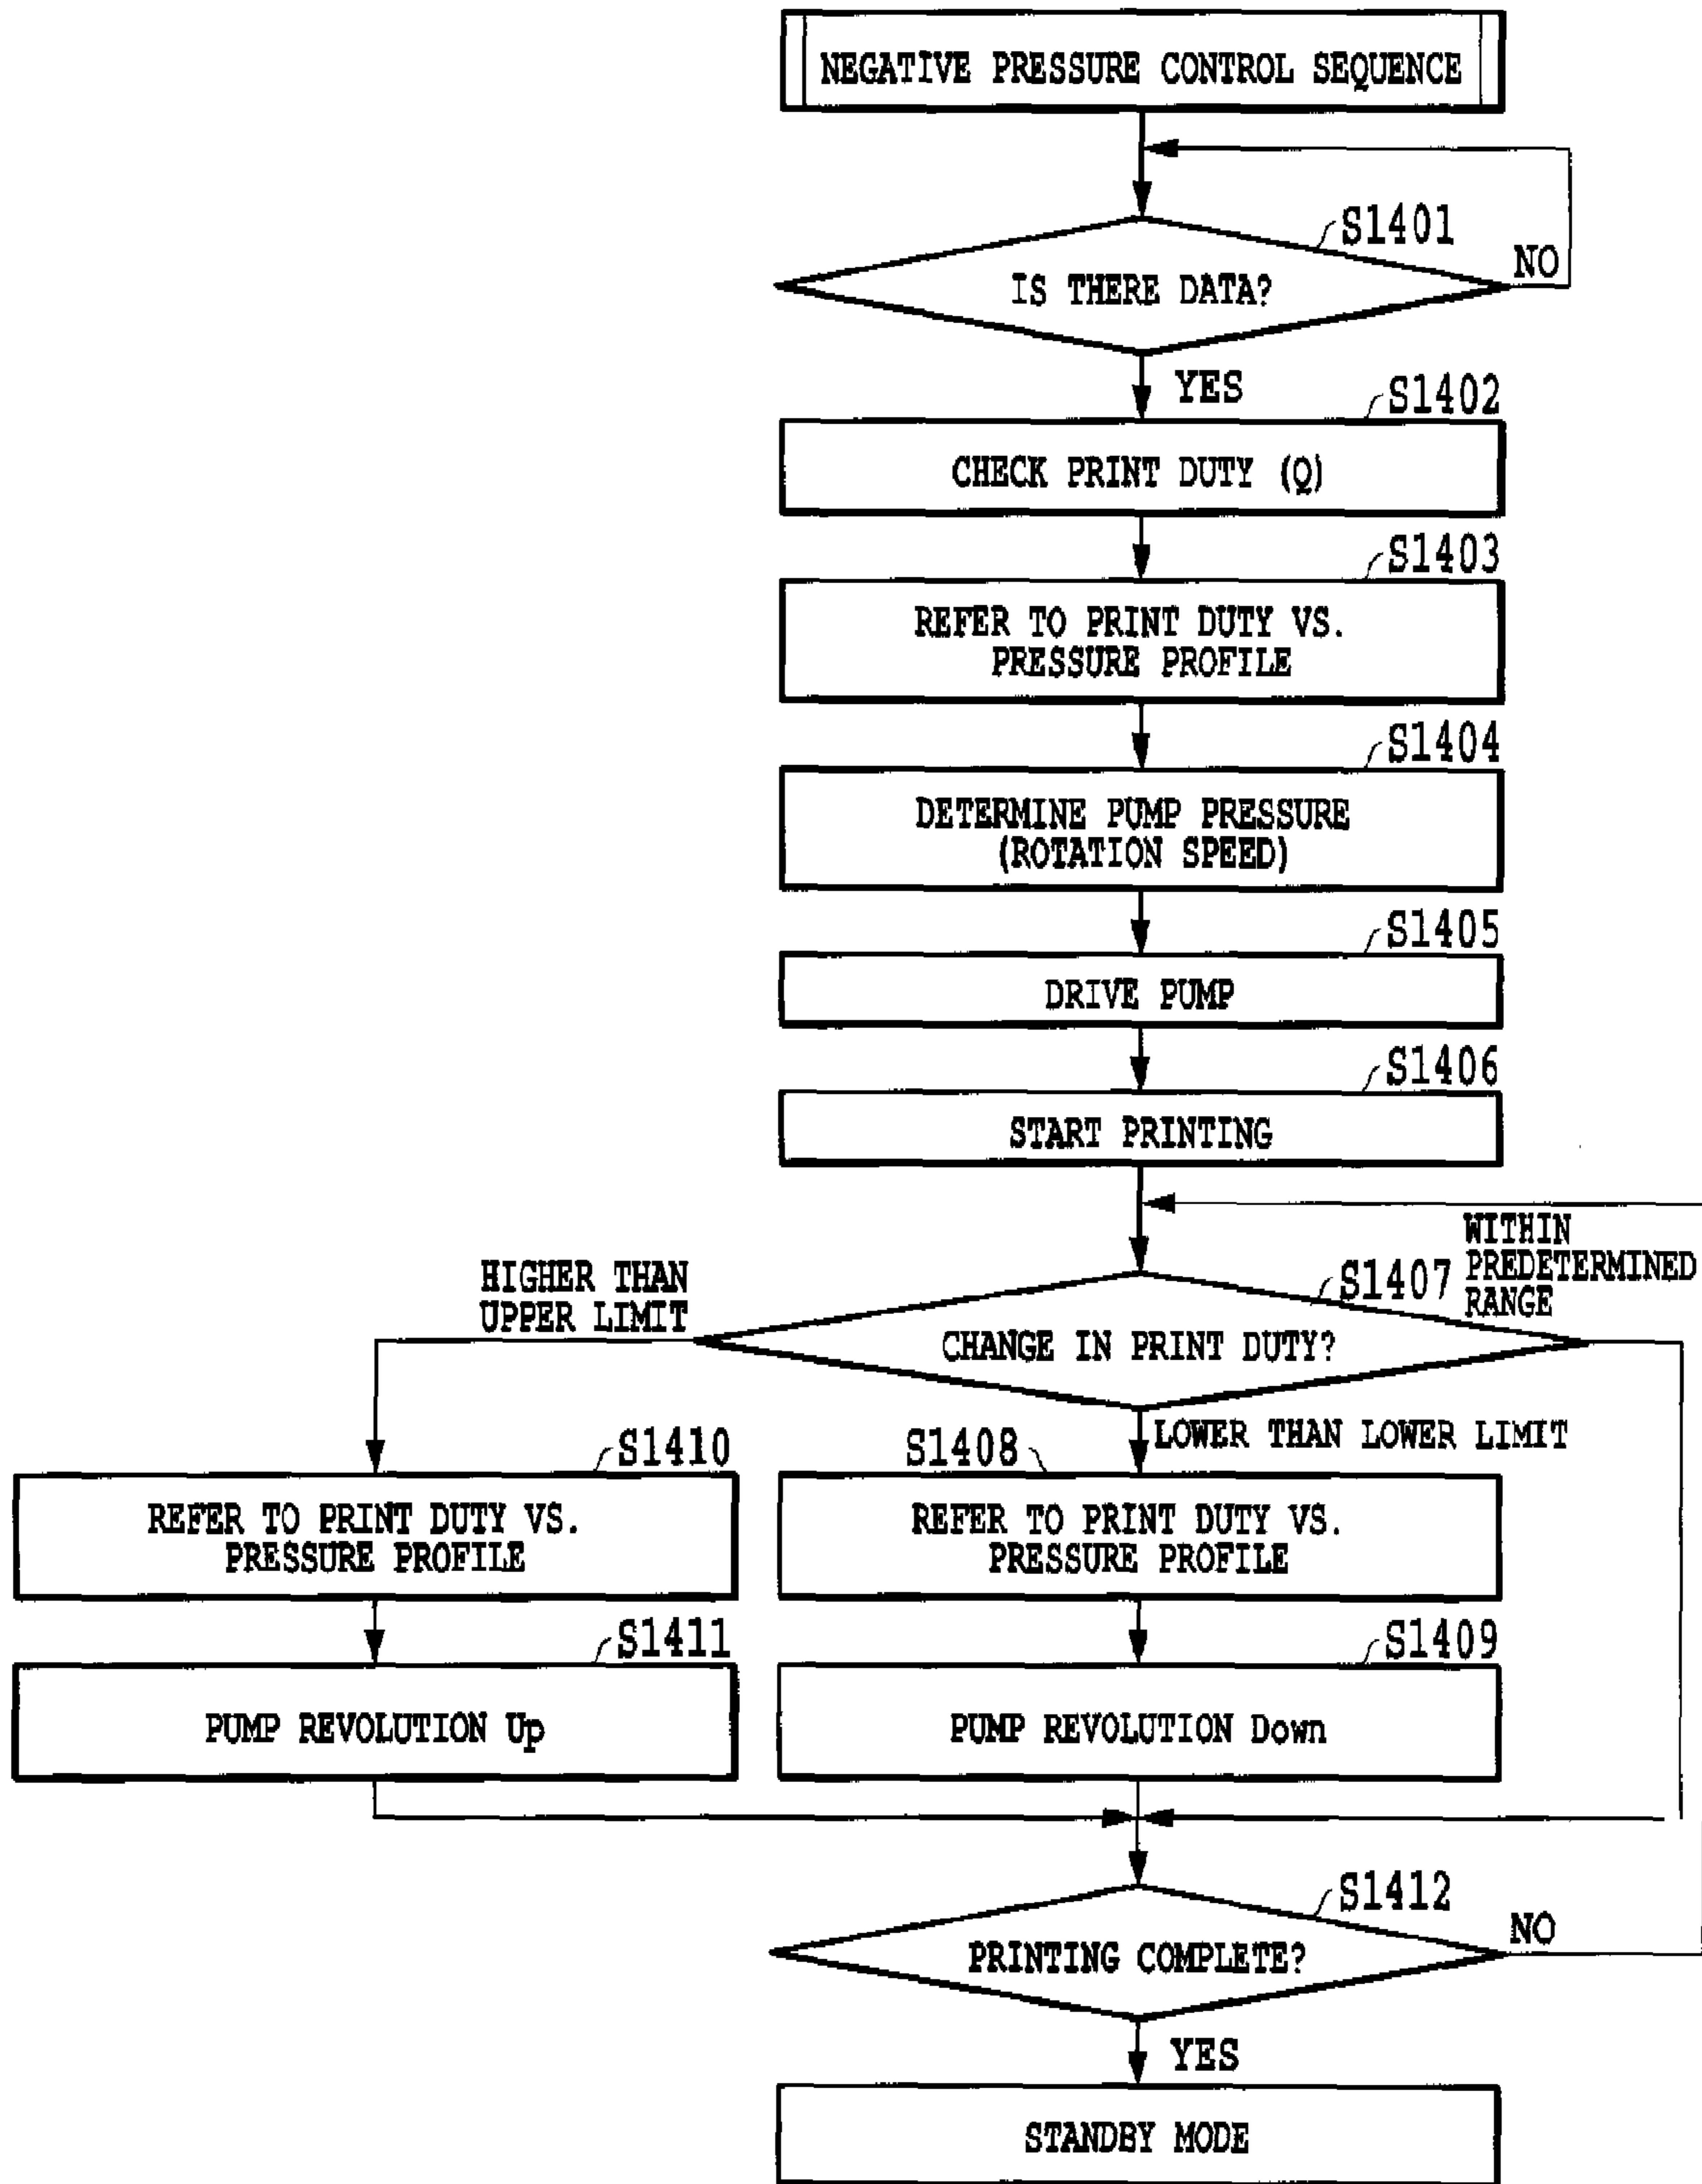 NEGATIVE PRESSURE CONTROL SEQUENCE
S1401
NO
IS THERE DATA?
YES
S1402
CHECK PRINT DUTY (Q)
S1403
REFER TO PRINT DUTY VS.
PRESSURE PROFILE
S1404
DETERMINE PUMP PRESSURE
(ROTATION SPEED)
S1405
DRIVE PUMP
S1406
START PRINTING
HIGHER THAN
UPPER LIMIT
S1407
WITHIN
PREDETERMINED
RANGE
CHANGE IN PRINT DUTY?
LOWER THAN LOWER LIMIT
S1410
REFER TO PRINT DUTY VS.
PRESSURE PROFILE
S1408
REFER TO PRINT DUTY VS.
PRESSURE PROFILE
S1411
PUMP REVOLUTION Up
S1409
PUMP REVOLUTION Down
S1412
NO
PRINTING COMPLETE?
YES
STANDBY MODE